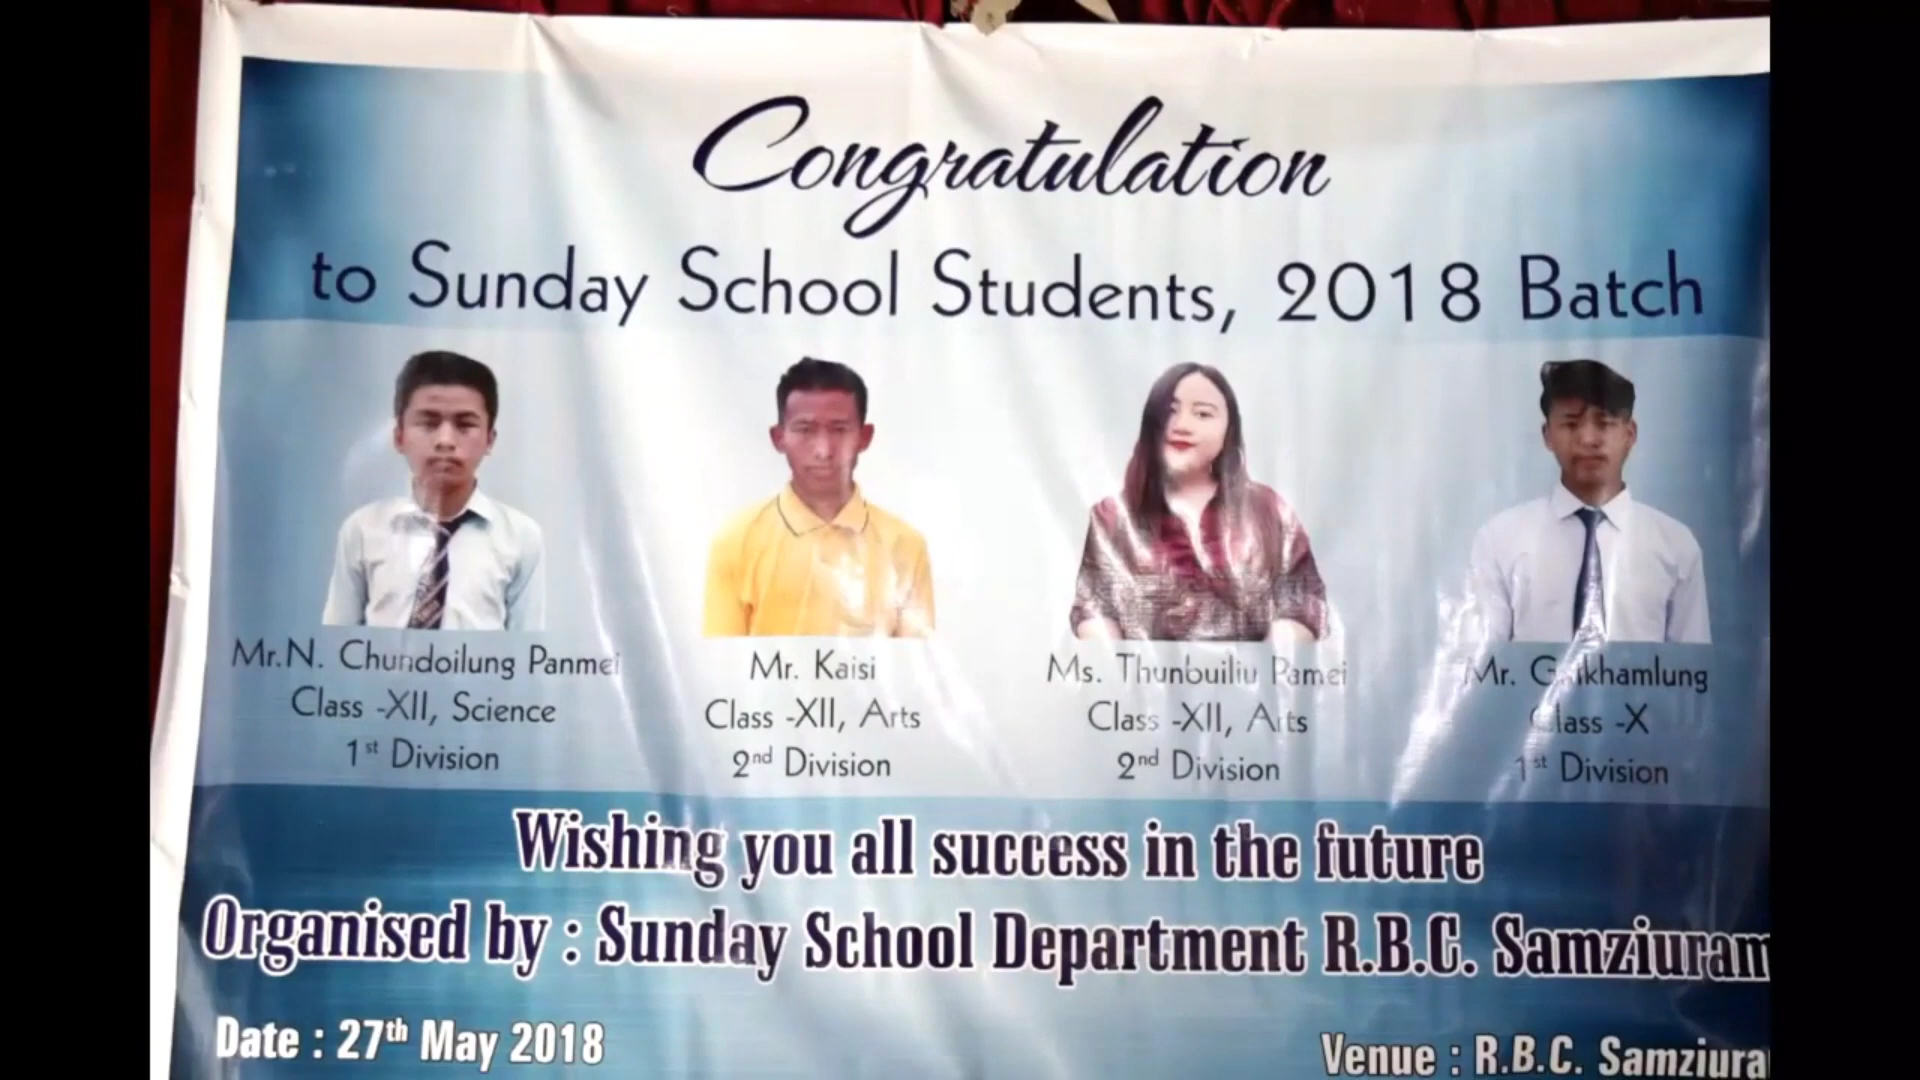 Congratulation
to Sunday School Students, 2018 Batch
Mr.N. Chundoilung Panmei
Class -XII, Science
1st Division
Mr. Kaisi
Class -XII, Arts
2nd Division
Ms. Thunbuiliu Pamei
Class -XII, Arts
2nd Division
Mr.
Class -X
1st Division
Wishing you all success in the future
Organised by : Sunday School Department R.B.C. Samziuram
Date : 27th May 2018
Venue : R.B.C. Samziura